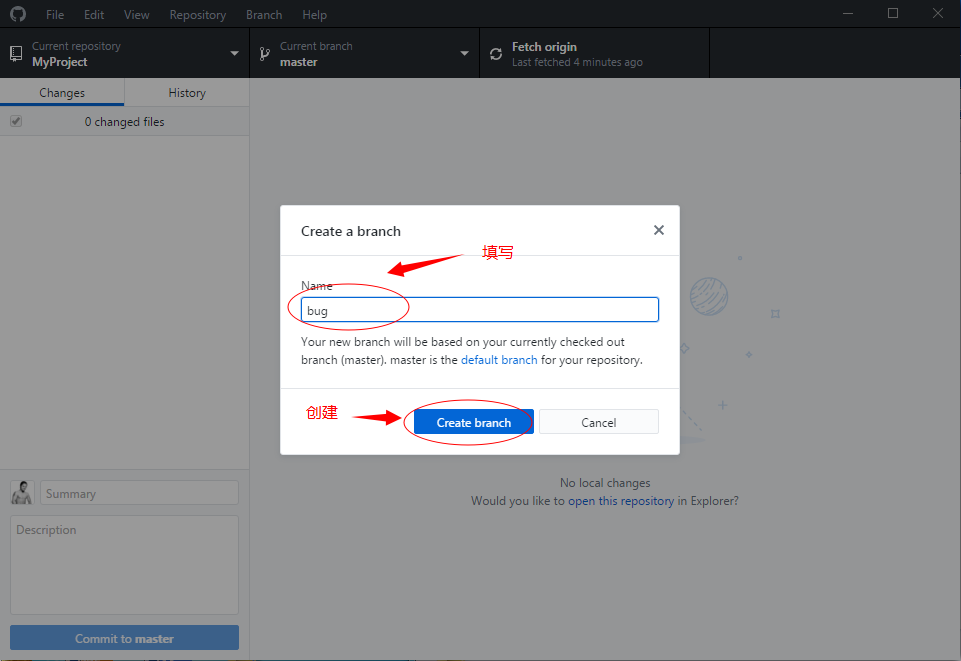 File Edit View Repository Branch Help
Current repository
MyProject
Current branch
master
Fetch origin
Last fetched 4 minutes ago
Changes History
0 changed files
Create a branch
填写
Name
bug
Your new branch will be based on your currently checked out
branch (master). master is the default branch for your repository.
创建
Create branch
Cancel
No local changes
Would you like to open this repository in Explorer?
Summary
Description
Commit to master